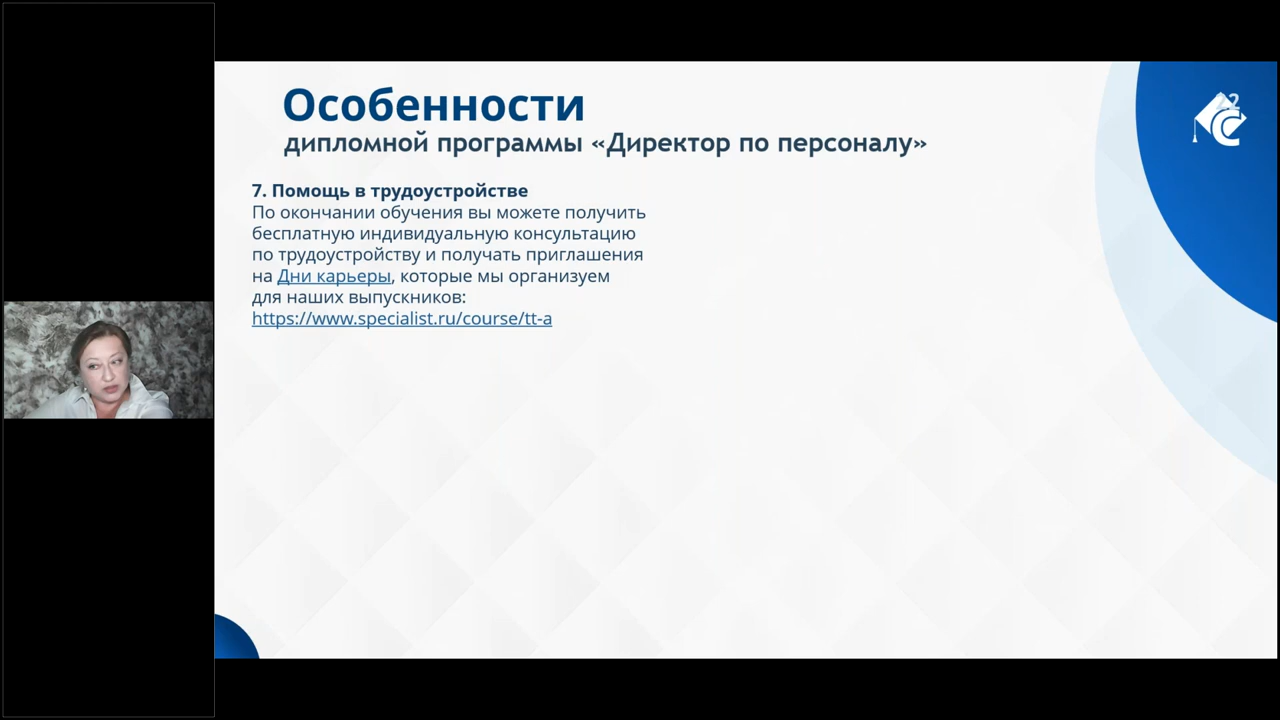 Особенности
дипломной программы «Директор по персоналу»
7. Помощь в трудоустройстве
По окончании обучения вы можете получить
бесплатную индивидуальную консультацию
по трудоустройству и получать приглашения
на Дни карьеры, которые мы организуем
для наших выпускников:
https://www.specialist.ru/course/tt-a
22